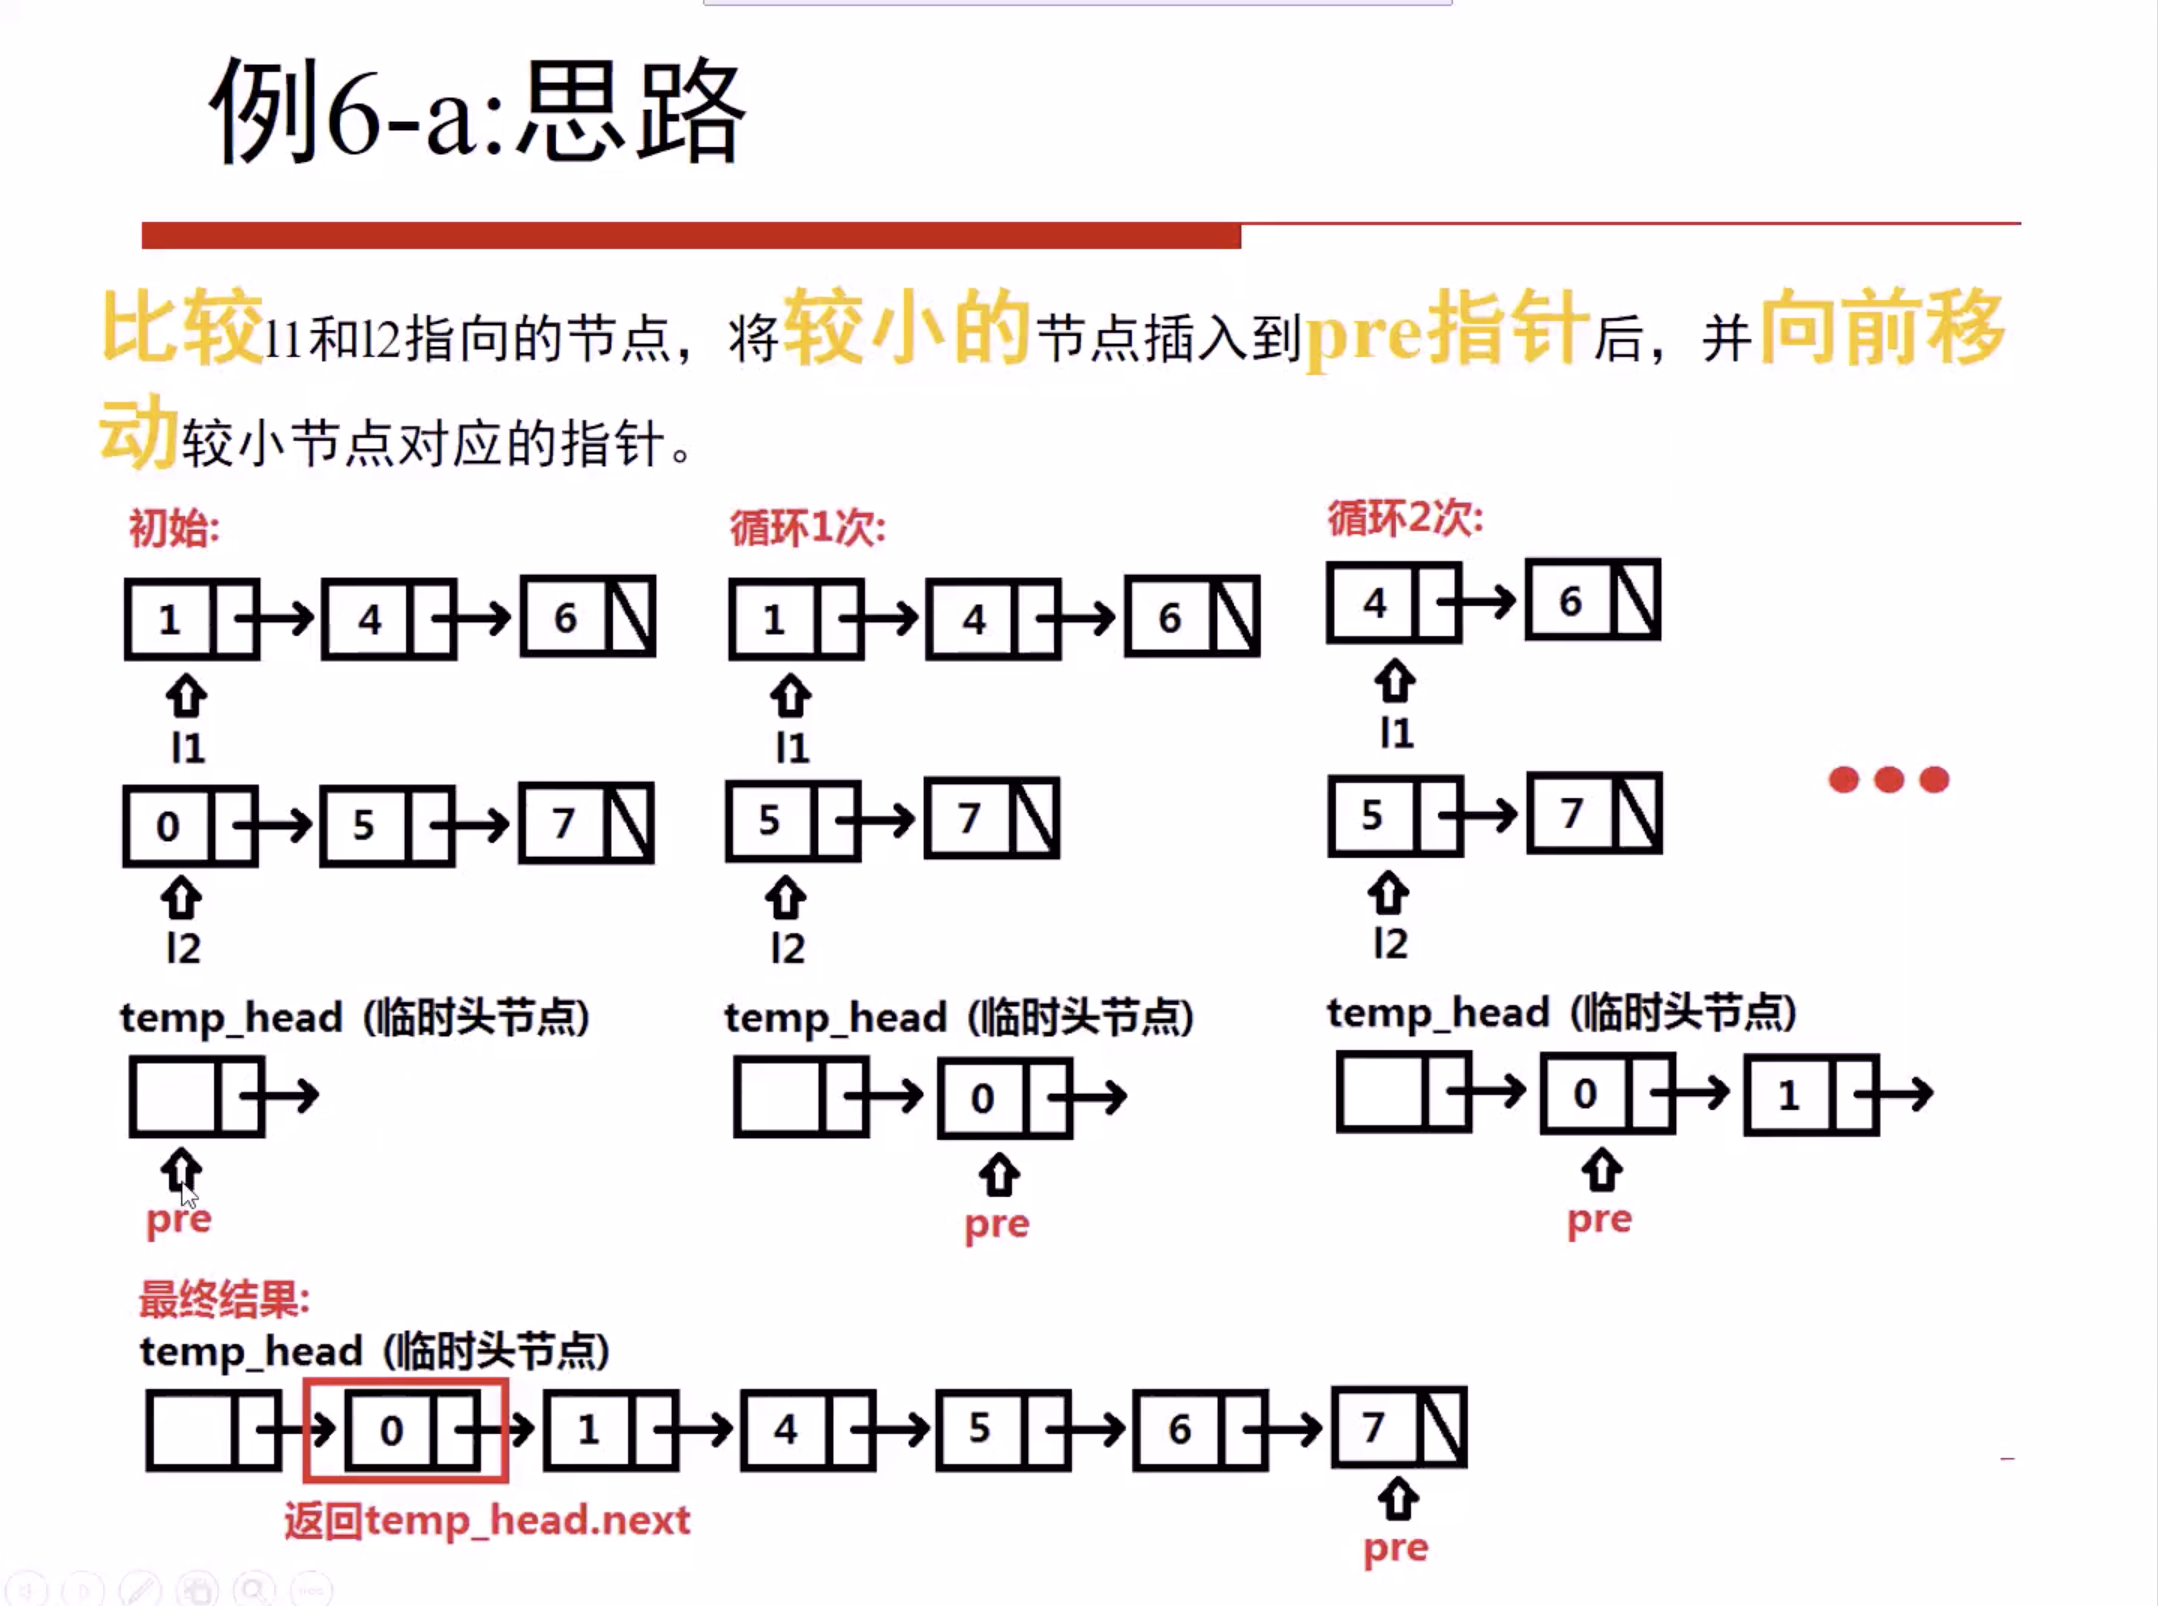 例6-a:思路
比较l1和l2指向的节点，将较小的节点插入到pre指针后，并向前移
动较小节点对应的指针。
初始:
1 4 6
l1
0 5 7
l2
temp_head (临时头节点)
pre
循环1次:
1 4 6
l1
5 7
l2
temp_head (临时头节点)
0
pre
循环2次:
4 6
l1
5 7
l2
temp_head (临时头节点)
0 1
pre
最终结果:
temp_head (临时头节点)
0 1 4 5 6 7
返回temp_head.next
pre